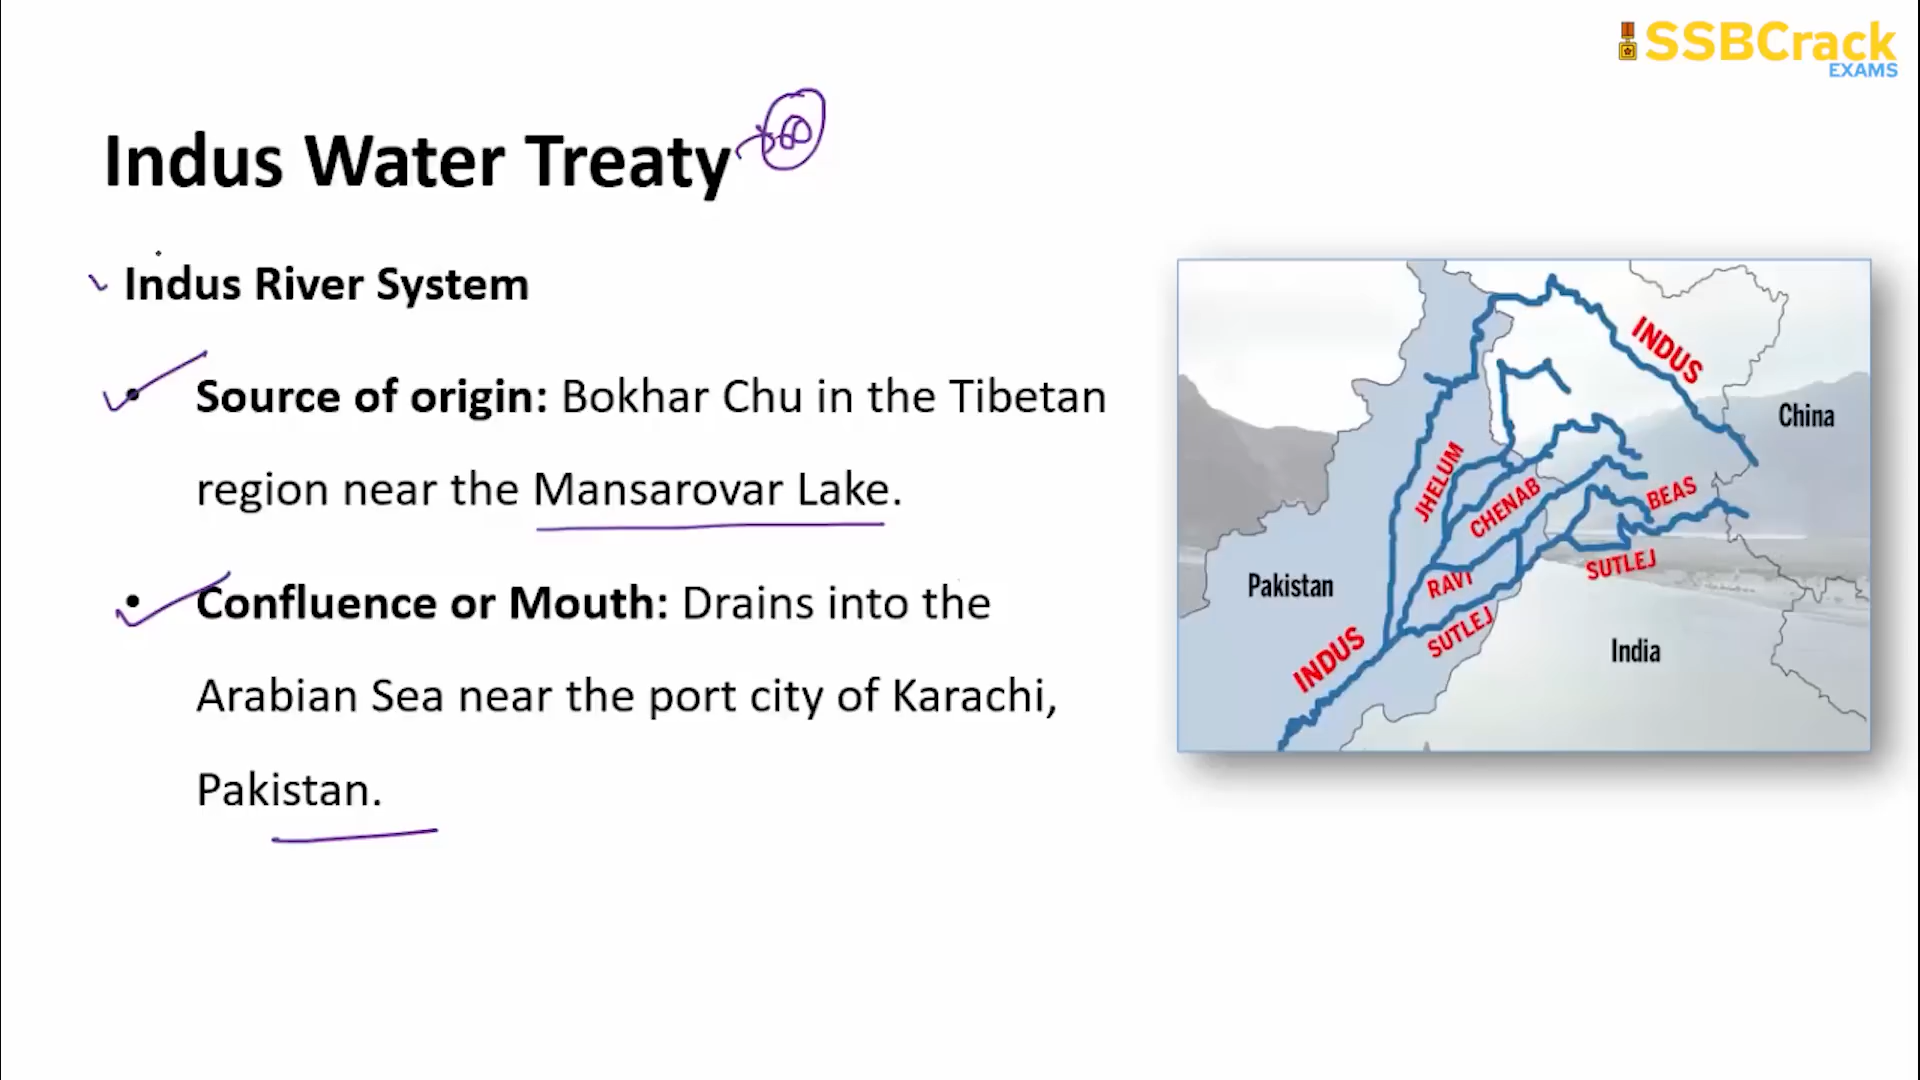 SSBCrack
EXAMS
Indus Water Treaty
Indus River System
• Source of origin: Bokhar Chu in the Tibetan
region near the Mansarovar Lake.
• Confluence or Mouth: Drains into the
Arabian Sea near the port city of Karachi,
Pakistan.
INDUS
China
JHELUM
CHENAB
BEAS
Pakistan
RAVI
SUTLEJ
SUTLEJ
INDUS
India